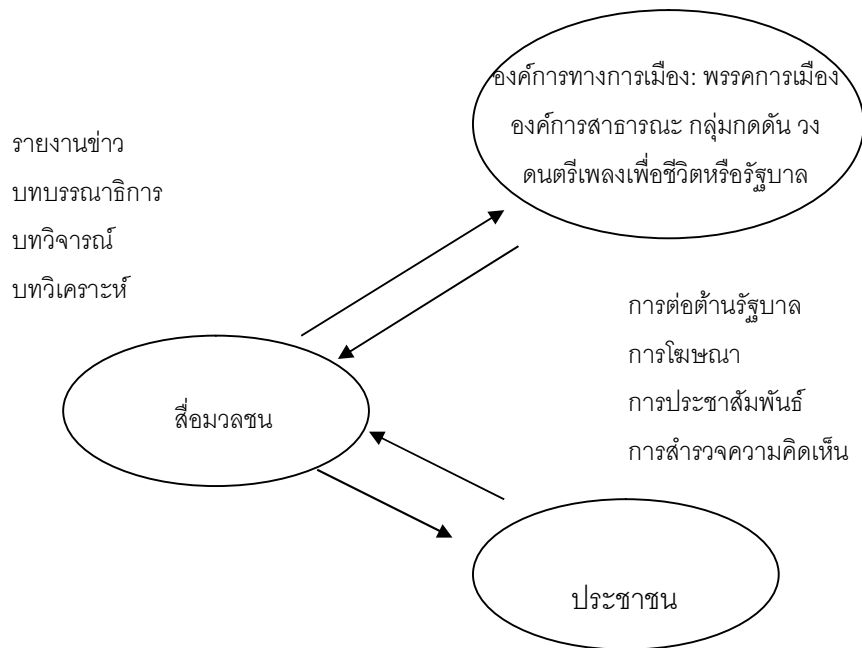 องค์การทางการเมือง: พรรคการเมือง
องค์การสาธารณะ กลุ่มกดดัน วง
ดนตรีเพลงเพื่อชีวิตหรือรัฐบาล
รายงานข่าว
บทบรรณาธิการ
บทวิจารณ์
บทวิเคราะห์
การต่อต้านรัฐบาล
การโฆษณา
การประชาสัมพันธ์
การสำรวจความคิดเห็น
สื่อมวลชน
ประชาชน